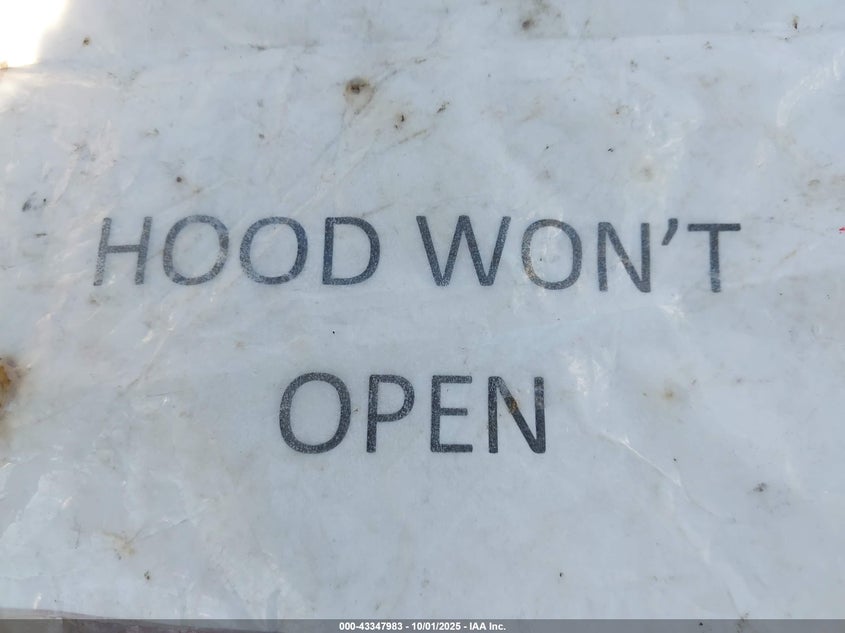 HOOD WON’T
OPEN
000-43347983 | 10/01/2025 - IAA Inc.